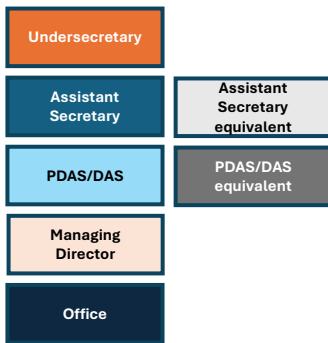 Undersecretary
Assistant
Secretary
Assistant
Secretary
equivalent
PDAS/DAS
PDAS/DAS
equivalent
Managing
Director
Office